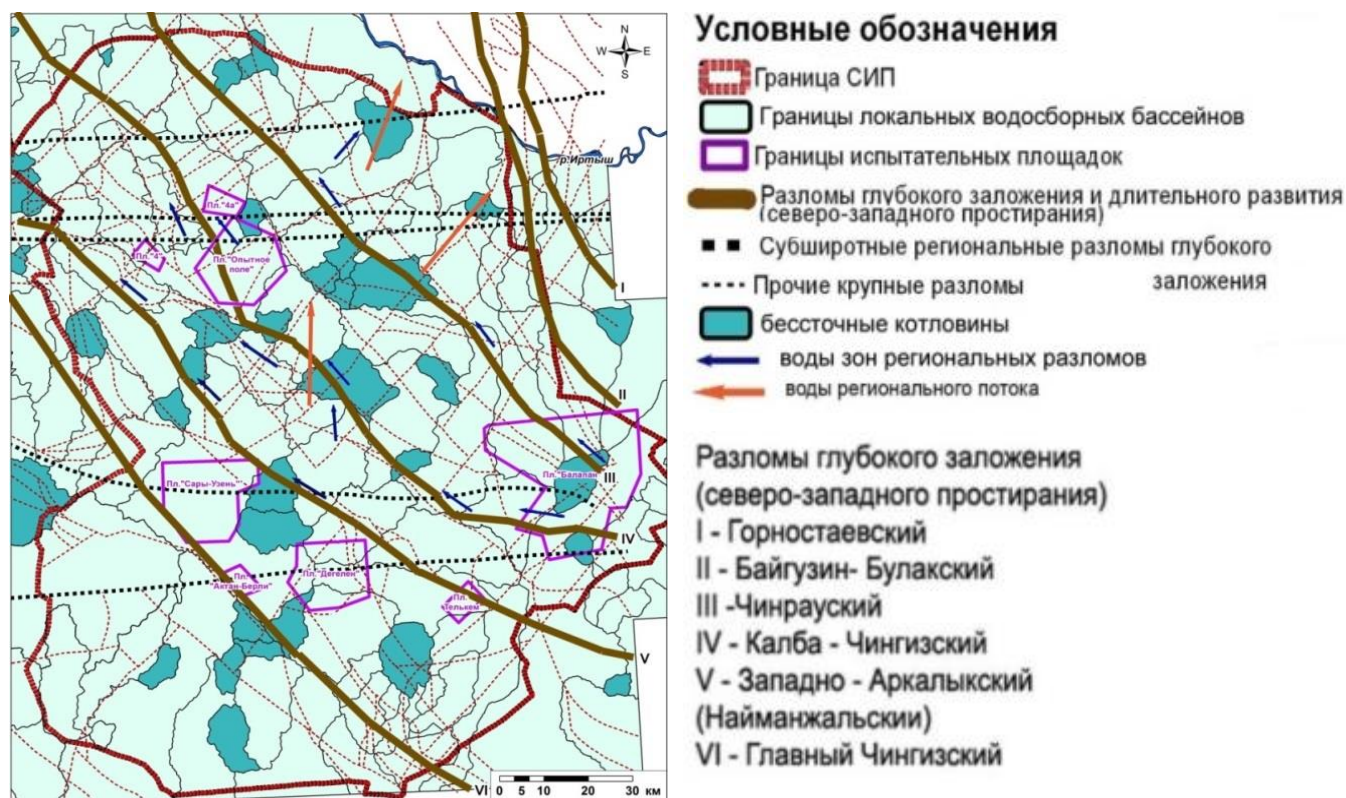 N
W E
S
р.Иртыш
Пл."4а"
Пл."4"
Пл."Опытное
поле"
I
II
Пл."Балапан"
III
Пл."Сары-Узень"
IV
Пл.
"Актан-Берли"
Пл."Дегелен"
Пл.
Телькем
V
VI
0 5 10 20 30 км
Условные обозначения
Граница СИП
Границы локальных водосборных бассейнов
Границы испытательных площадок
Разломы глубокого заложения и длительного развития
(северо-западного простирания)
Субширотные региональные разломы глубокого
заложения
Прочие крупные разломы
бессточные котловины
воды зон региональных разломов
воды регионального потока
Разломы глубокого заложения
(северо-западного простирания)
I - Горностаевский
II - Байгузин- Булакский
III -Чинрауский
IV - Калба - Чингизский
V - Западно - Аркалыкский
(Найманжальскии)
VI - Главный Чингизский